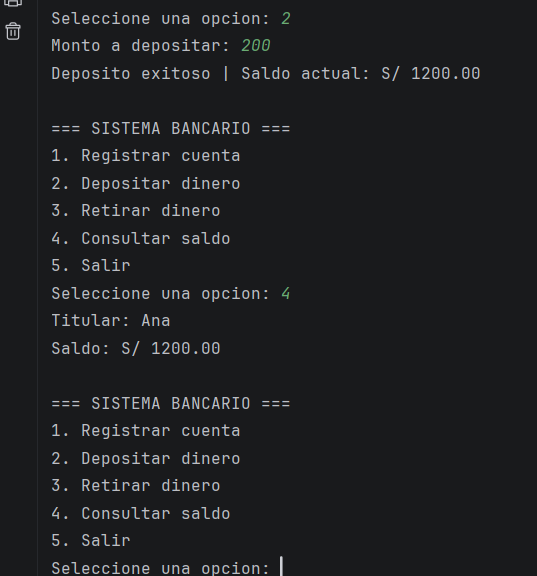 Seleccione una opcion: 2
Monto a depositar: 200
Deposito exitoso | Saldo actual: S/ 1200.00

=== SISTEMA BANCARIO ===
1. Registrar cuenta
2. Depositar dinero
3. Retirar dinero
4. Consultar saldo
5. Salir
Seleccione una opcion: 4
Titular: Ana
Saldo: S/ 1200.00

=== SISTEMA BANCARIO ===
1. Registrar cuenta
2. Depositar dinero
3. Retirar dinero
4. Consultar saldo
5. Salir
Seleccione una opcion: